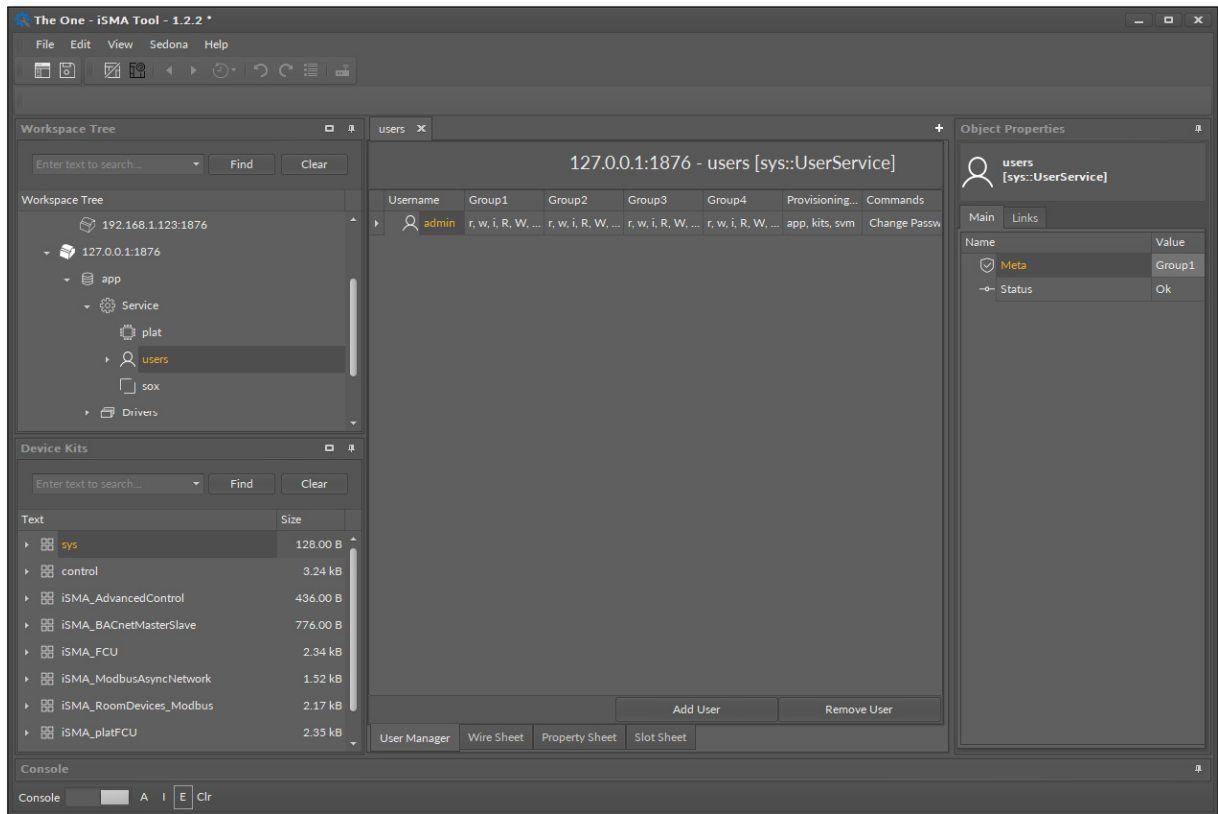 The One - iSMA Tool - 1.2.2 *
File Edit View Sedona Help
Workspace Tree
Enter text to search... Find Clear
Workspace Tree
192.168.1.123:1876
127.0.0.1:1876
app
Service
plat
users
sox
Drivers
Device Kits
Enter text to search... Find Clear
Text Size
sys 128.00 B
control 3.24 kB
iSMA_AdvancedControl 436.00 B
iSMA_BACnetMasterSlave 776.00 B
iSMA_FCU 2.34 kB
iSMA_ModbusAsyncNetwork 1.52 kB
iSMA_RoomDevices_Modbus 2.17 kB
iSMA_platFCU 2.35 kB
users
127.0.0.1:1876 - users [sys::UserService]
Username Group1 Group2 Group3 Group4 Provisioning... Commands
admin r, w, i, R, W, ... r, w, i, R, W, ... r, w, i, R, W, ... r, w, i, R, W, ... app, kits, svm Change Passw
Add User Remove User
User Manager Wire Sheet Property Sheet Slot Sheet
Object Properties
users
[sys::UserService]
Main Links
Name Value
Meta Group1
Status Ok
Console
Console A I E Clr